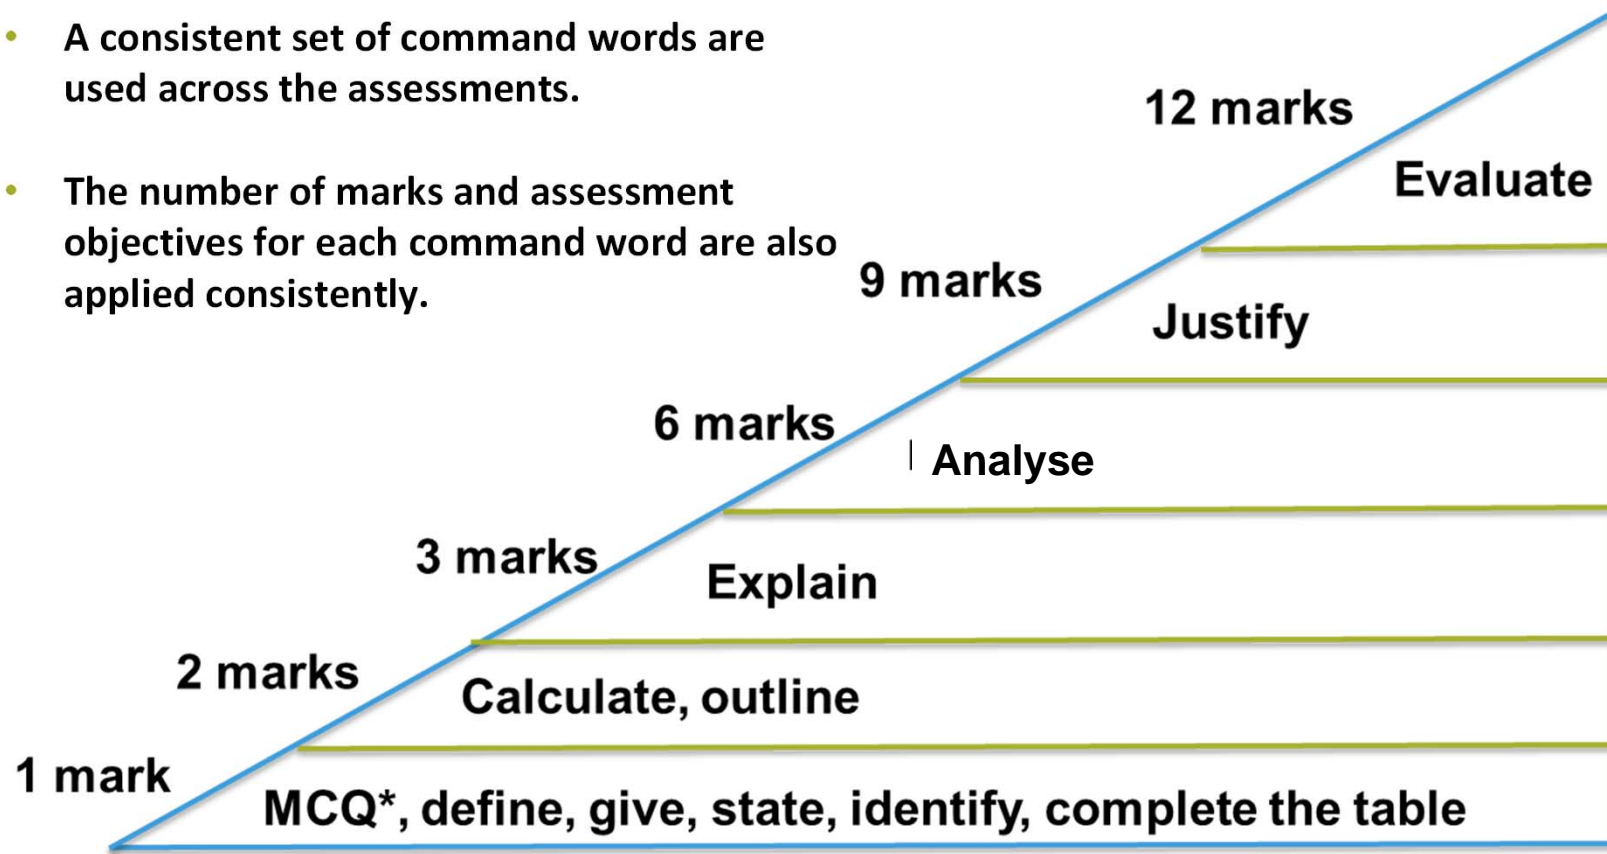 • A consistent set of command words are
used across the assessments.
• The number of marks and assessment
objectives for each command word are also
applied consistently.
12 marks
Evaluate
9 marks
Justify
6 marks
Analyse
3 marks
Explain
2 marks
Calculate, outline
1 mark
MCQ*, define, give, state, identify, complete the table